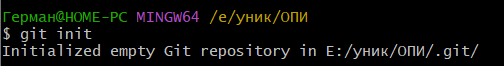 Герман@HOME-PC MINGW64 /e/уник/ОПИ
$ git init
Initialized empty Git repository in E:/уник/ОПИ/.git/